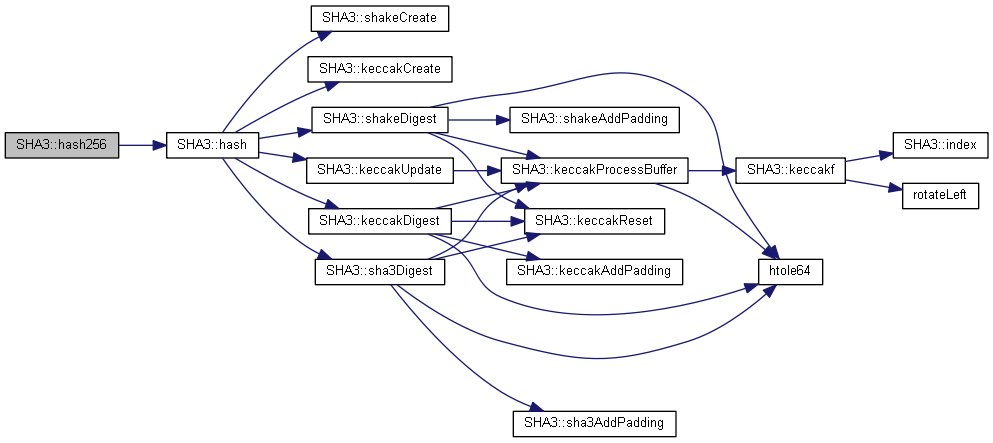 SHA3::hash256
SHA3::hash
SHA3::shakeCreate
SHA3::keccakCreate
SHA3::shakeDigest
SHA3::keccakUpdate
SHA3::keccakDigest
SHA3::sha3Digest
SHA3::shakeAddPadding
SHA3::keccakProcessBuffer
SHA3::keccakReset
SHA3::keccakAddPadding
SHA3::sha3AddPadding
SHA3::keccakf
htole64
SHA3::index
rotateLeft